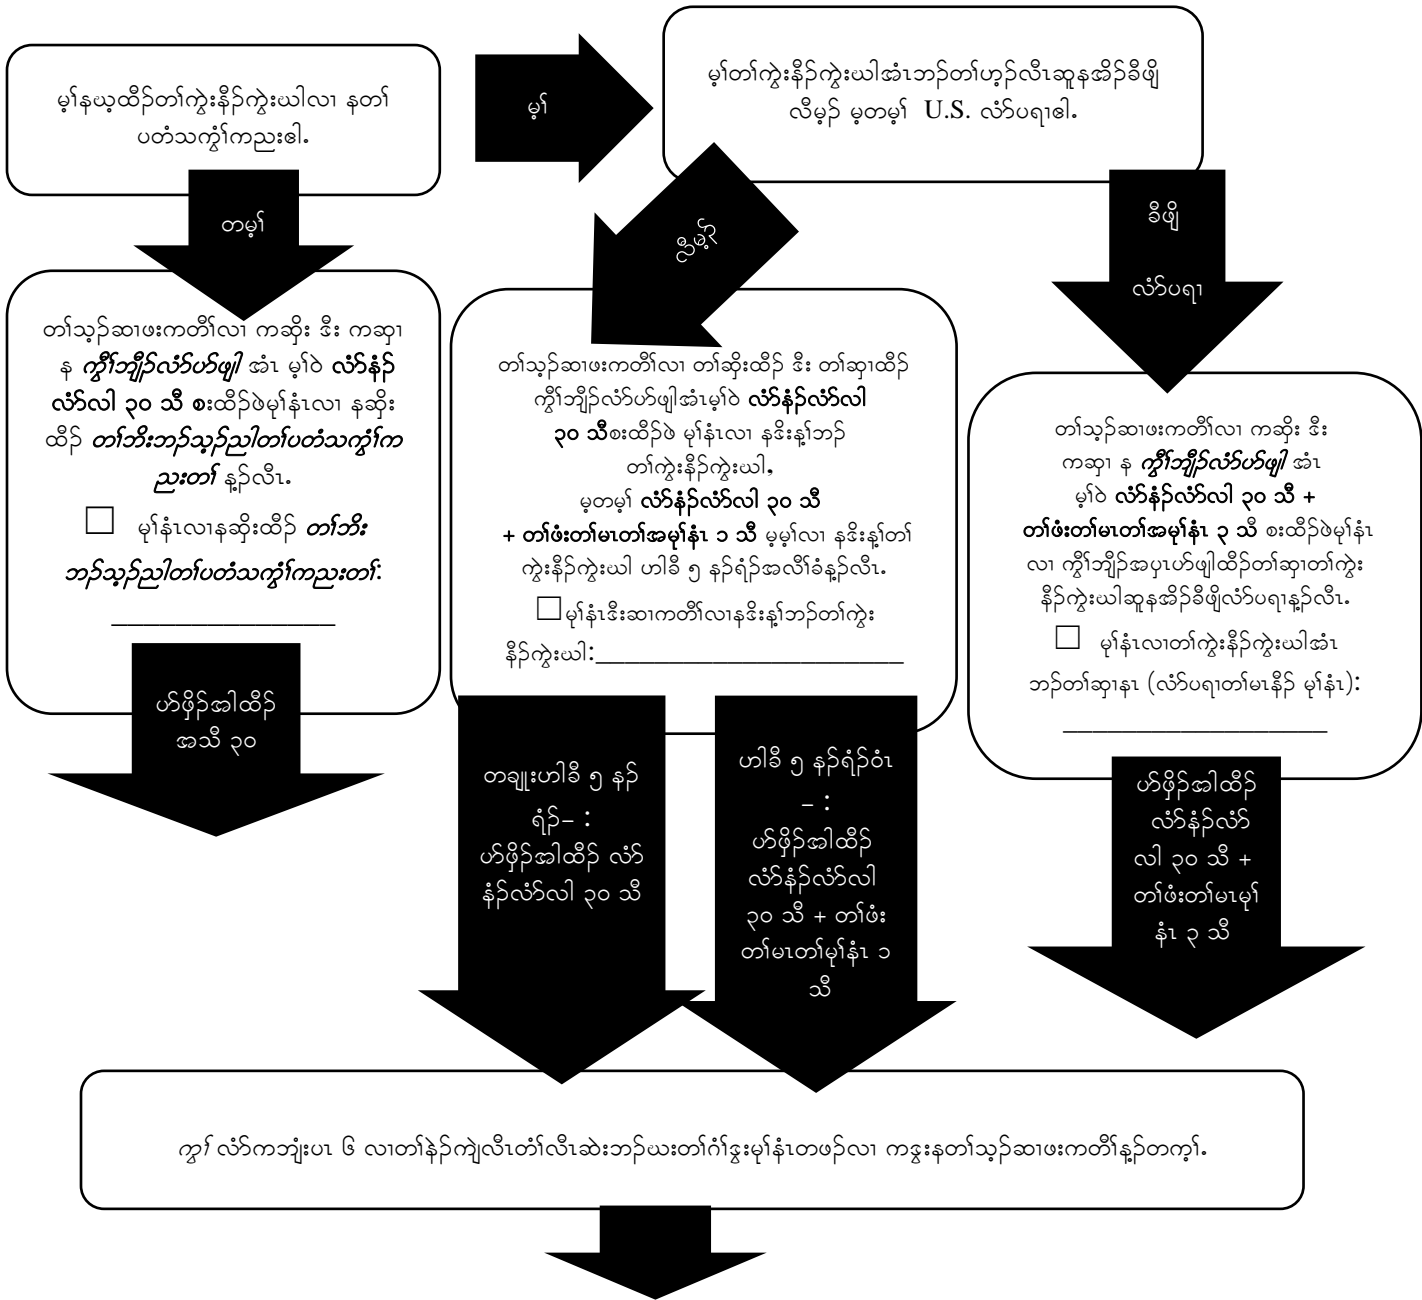 မ့ၢ်နယ့ထိၣ်တၢ်ကွဲးနီၣ်ကွဲးဃါလၢ နတၢ်
ပတံသကွံၢ်ကညးဧါ.
မ့ၢ်
မ့ၢ်တၢ်ကွဲးနီၣ်ကွဲးဃါအံၤဘၣ်တၢ်ဟ့ၣ်လီၤဆူနအိၣ်ခီဖျိ
လီမ့ၣ် မ့တမ့ၢ် U.S. လံာ်ပရၢဧါ.
တမ့ၢ်
လီမ့ၣ်
ခီဖျိ
လံာ်ပရၢ
တၢ်သ့ၣ်ဆၢဖးကတီၢ်လၢ ကဆိုး ဒီး ကဆှၢ
န ကွီၢ်ဘျီၣ်လံာ်ပာ်ဖျါ အံၤ မ့ၢ်ဝဲ လံာ်နံၣ်
လံာ်လါ ၃၀ သီ စးထီၣ်ဖဲမုၢ်နံၤလၢ နဆိုး
ထိၣ် တၢ်ဘိးဘၣ်သ့ၣ်ညါတၢ်ပတံသကွံၢ်က
ညးတၢ် န့ၣ်လီၤ.
☐ မုၢ်နံၤလၢနဆိုးထိၣ် တၢ်ဘိး
ဘၣ်သ့ၣ်ညါတၢ်ပတံသကွံၢ်ကညးတၢ်:
________________
တၢ်သ့ၣ်ဆၢဖးကတီၢ်လၢ တၢ်ဆိုးထိၣ် ဒီး တၢ်ဆှၢထိၣ်
ကွီၢ်ဘျီၣ်လံာ်ပာ်ဖျါအံၤမ့ၢ်ဝဲ လံာ်နံၣ်လံာ်လါ
၃၀ သီစးထိၣ်ဖဲ မုၢ်နံၤလၢ နဒိးန့ၢ်ဘၣ်
တၢ်ကွဲးနီၣ်ကွဲးဃါ,
မ့တမ့ၢ် လံာ်နံၣ်လံာ်လါ ၃၀ သီ
+ တၢ်ဖံးတၢ်မၤတၢ်အမုၢ်နံၤ ၁ သီ မ့မ့ၢ်လၢ နဒိးန့ၢ်တၢ်
ကွဲးနီၣ်ကွဲးဃါ ဟါခီ ၅ နၣ်ရံၣ်အလီၢ်ခံန့ၣ်လီၤ.
☐မုၢ်နံၤဒီးဆၢကတီၢ်လၢနဒိးန့ၢ်ဘၣ်တၢ်ကွဲး
နီၣ်ကွဲးဃါ:______________________
တၢ်သ့ၣ်ဆၢဖးကတီၢ်လၢ ကဆိုး ဒီး
ကဆှၢ န ကွီၢ်ဘျီၣ်လံာ်ပာ်ဖျါ အံၤ
မ့ၢ်ဝဲ လံာ်နံၣ်လံာ်လါ ၃၀ သီ +
တၢ်ဖံးတၢ်မၤတၢ်အမုၢ်နံၤ ၃ သီ စးထိၣ်ဖဲမုၢ်နံၤ
လၢ ကွီၢ်ဘျီၣ်အပှၤပာ်ဖျါထိၣ်တၢ်ဆှၢတၢ်ကွဲး
နီၣ်ကွဲးဃါဆူနအိၣ်ခီဖျိလံာ်ပရၢန့ၣ်လီၤ.
☐ မုၢ်နံၤလၢတၢ်ကွဲးနီၣ်ကွဲးဃါအံၤ
ဘၣ်တၢ်ဆှၢနၤ (လံာ်ပရၢတၢ်မၤနီၣ် မုၢ်နံၤ):
___________________
ပာ်ဖှိၣ်အါထီၣ်
အသီ ၃၀
တချုးဟါခီ ၅ နၣ်
ရံၣ်– :
ပာ်ဖှိၣ်အါထီၣ် လံာ်
နံၣ်လံာ်လါ ၃၀ သီ
ဟါခီ ၅ နၣ်ရံၣ်ဝံၤ
– :
ပာ်ဖှိၣ်အါထီၣ်
လံာ်နံၣ်လံာ်လါ
၃၀ သီ + တၢ်ဖံး
တၢ်မၤတၢ်မုၢ်နံၤ ၁
သီ
ပာ်ဖှိၣ်အါထီၣ်
လံာ်နံၣ်လံာ်
လါ ၃၀ သီ +
တၢ်ဖံးတၢ်မၤမုၢ်
နံၤ ၃ သီ
ကွၢ် လံာ်ကဘျံးပၤ ၆ လၢတၢ်နဲၣ်ကျဲလီၤတံၢ်လီၤဆဲးဘၣ်ဃးတၢ်ဂံၢ်ဒွးမုၢ်နံၤတဖၣ်လၢ ကဒွးနတၢ်သ့ၣ်ဆၢဖးကတီၢ်န့ၣ်တက့ၢ်.